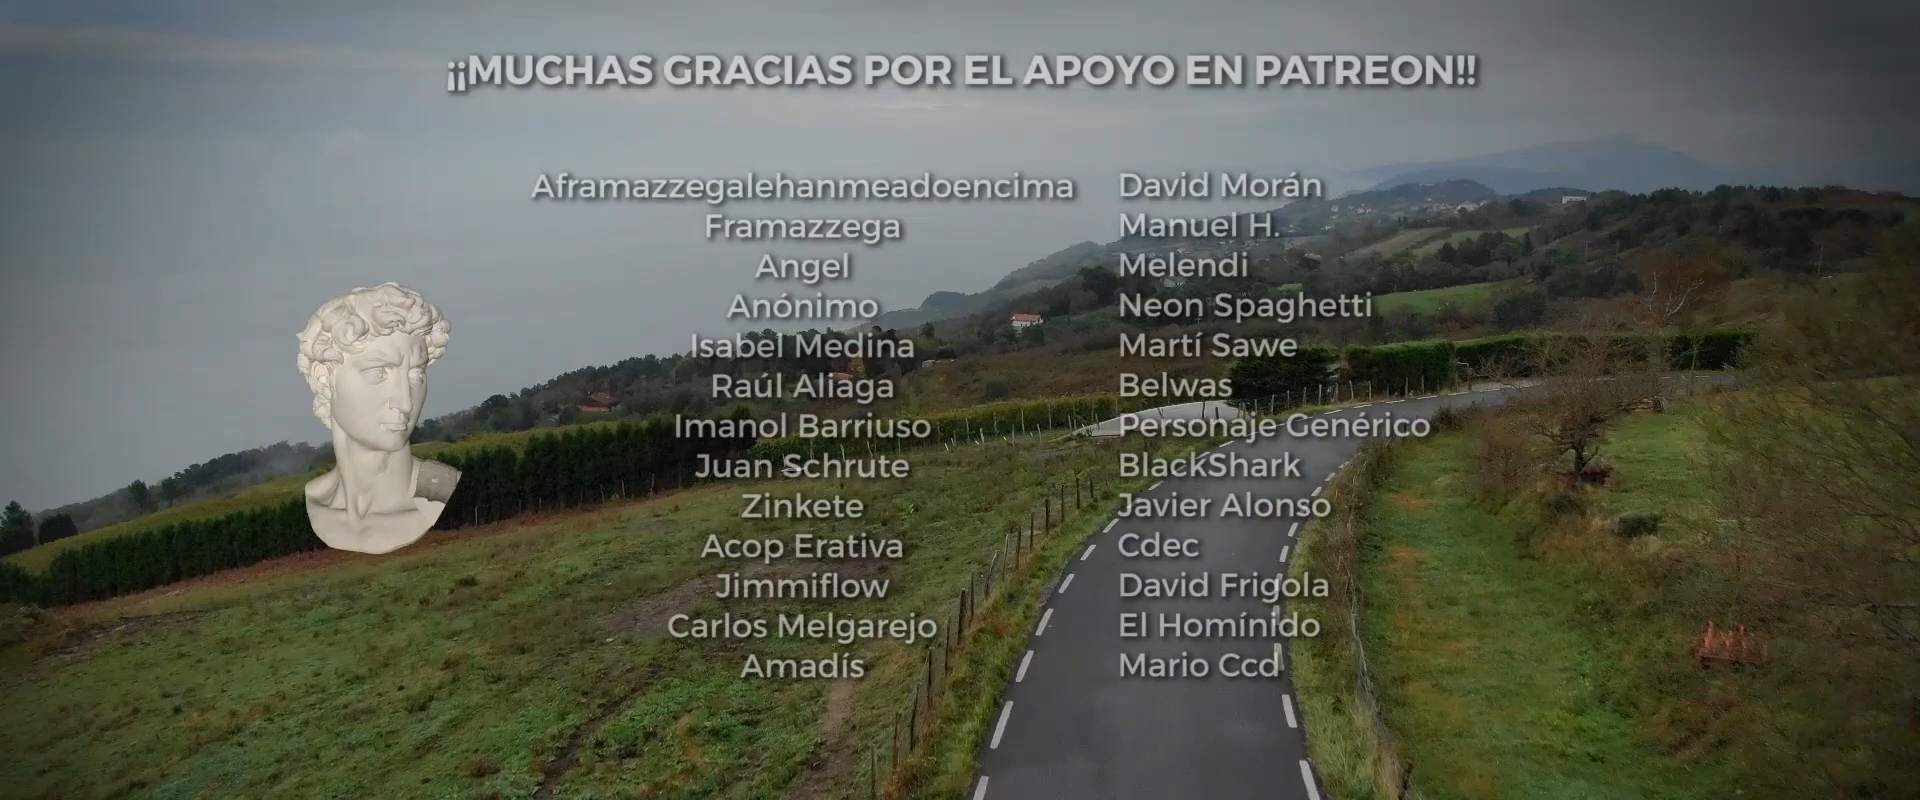 ¡¡MUCHAS GRACIAS POR EL APOYO EN PATREON!!
Aframazzegalehanmeadoencima
Framazzega
Angel
Anónimo
Isabel Medina
Raúl Aliaga
Imanol Barriuso
Juan Schrute
Zinkete
Acop Erativa
Jimmiflow
Carlos Melgarejo
Amadís
David Morán
Manuel H.
Melendi
Neon Spaghetti
Martí Sawe
Belwas
Personaje Genérico
BlackShark
Javier Alonso
Cdec
David Frigola
El Homínido
Mario Ccd